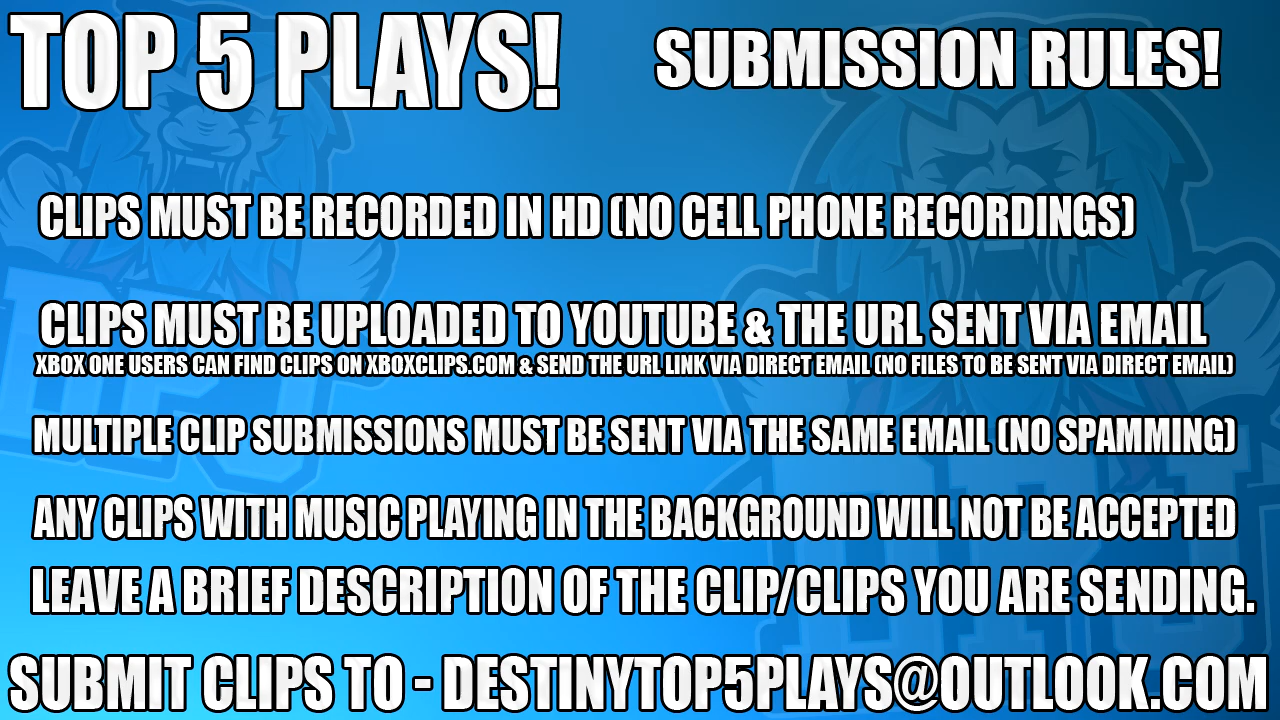 TOP 5 PLAYS!
SUBMISSION RULES!
CLIPS MUST BE RECORDED IN HD (NO CELL PHONE RECORDINGS)
CLIPS MUST BE UPLOADED TO YOUTUBE & THE URL SENT VIA EMAIL
XBOX ONE USERS CAN FIND CLIPS ON XBOXCLIPS.COM & SEND THE URL LINK VIA DIRECT EMAIL (NO FILES TO BE SENT VIA DIRECT EMAIL)
MULTIPLE CLIP SUBMISSIONS MUST BE SENT VIA THE SAME EMAIL (NO SPAMMING)
ANY CLIPS WITH MUSIC PLAYING IN THE BACKGROUND WILL NOT BE ACCEPTED
LEAVE A BRIEF DESCRIPTION OF THE CLIP/CLIPS YOU ARE SENDING.
SUBMIT CLIPS TO - DESTINYTOP5PLAYS@OUTLOOK.COM